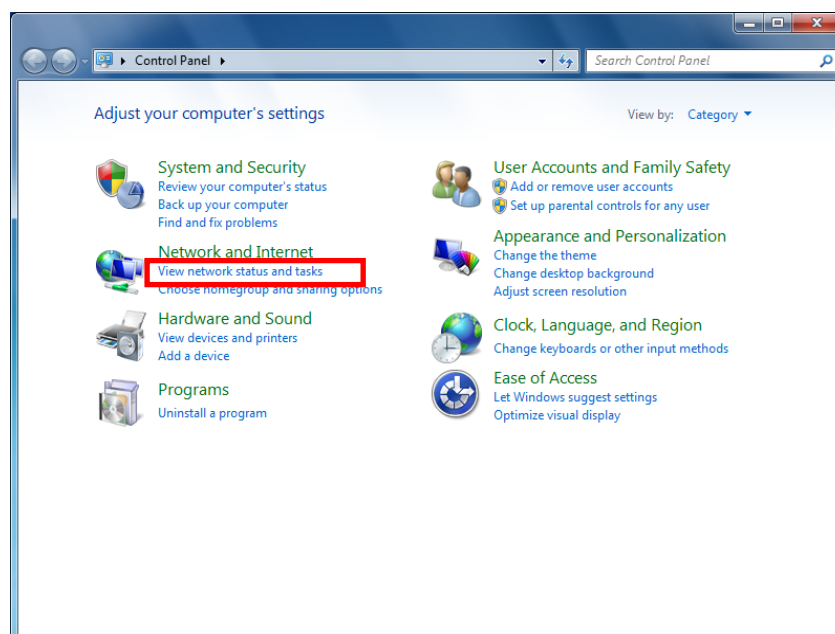 Control Panel
Search Control Panel
Adjust your computer's settings
View by: Category
System and Security
Review your computer's status
Back up your computer
Find and fix problems
Network and Internet
View network status and tasks
Choose homegroup and sharing options
Hardware and Sound
View devices and printers
Add a device
Programs
Uninstall a program
User Accounts and Family Safety
Add or remove user accounts
Set up parental controls for any user
Appearance and Personalization
Change the theme
Change desktop background
Adjust screen resolution
Clock, Language, and Region
Change keyboards or other input methods
Ease of Access
Let Windows suggest settings
Optimize visual display